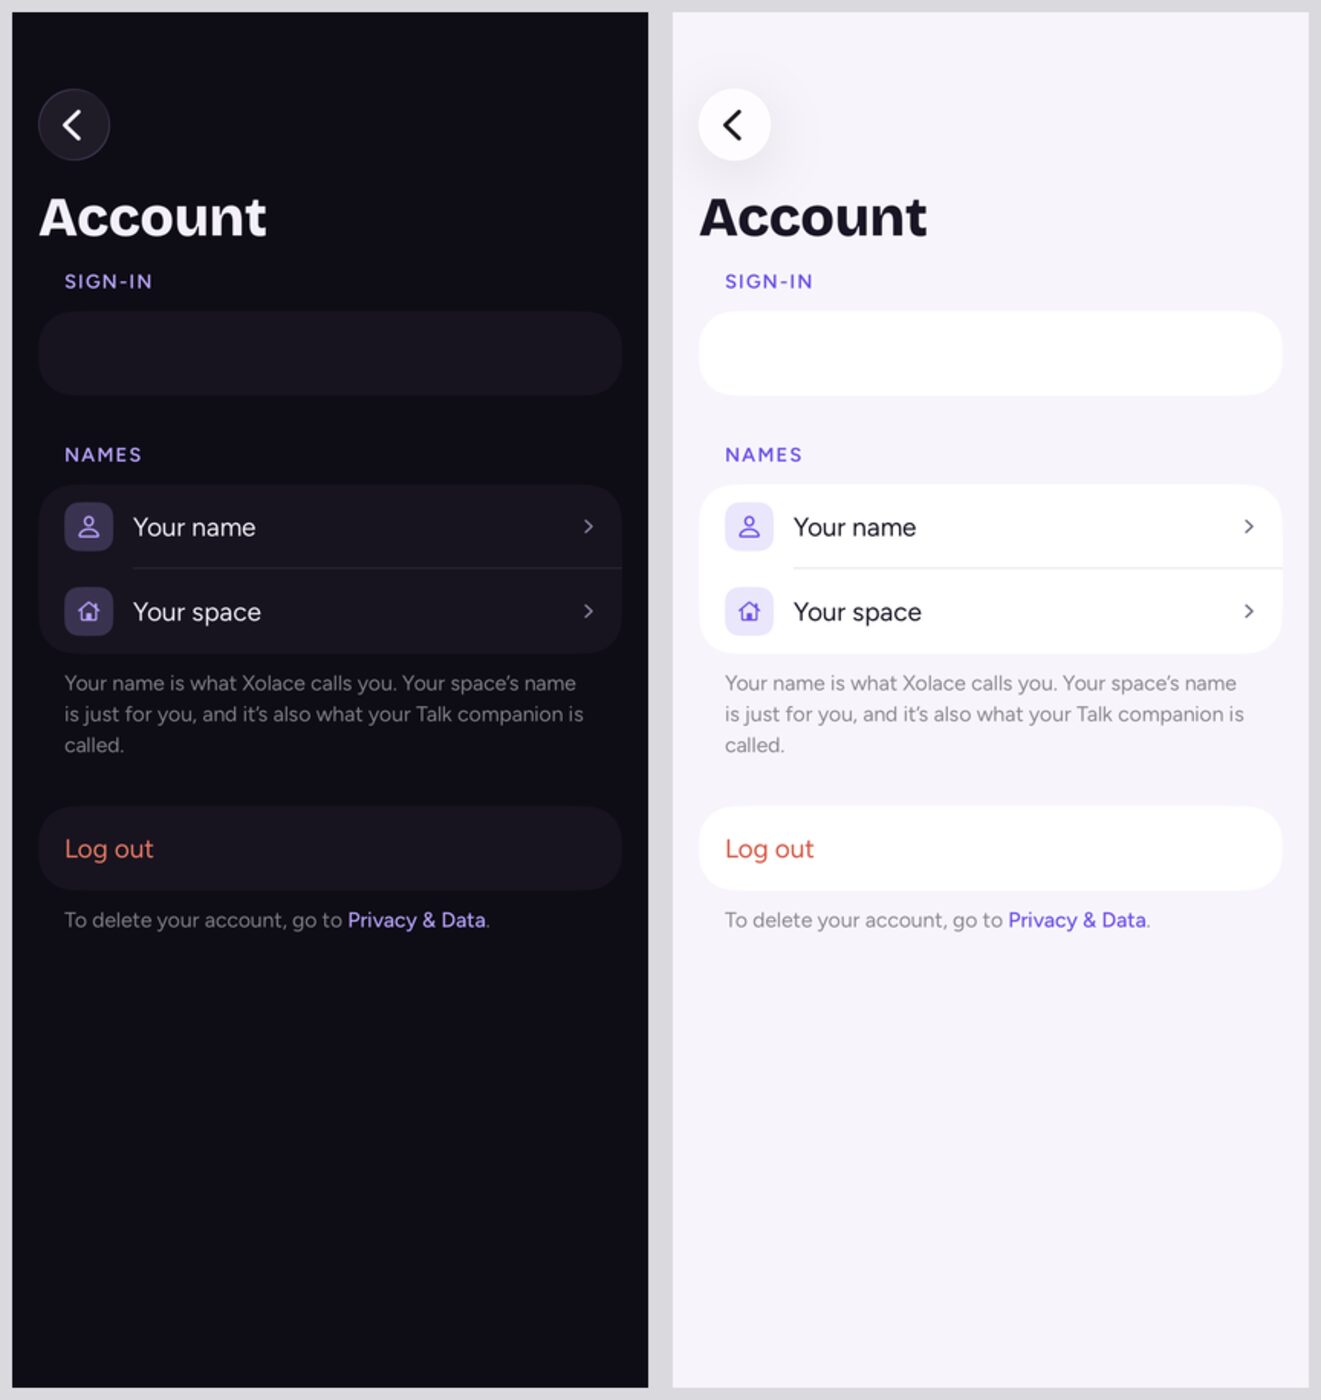 Account
SIGN-IN
NAMES
Your name
Your space
Your name is what Xolace calls you. Your space’s name
is just for you, and it’s also what your Talk companion is
called.
Log out
To delete your account, go to Privacy & Data.
Account
SIGN-IN
NAMES
Your name
Your space
Your name is what Xolace calls you. Your space’s name
is just for you, and it’s also what your Talk companion is
called.
Log out
To delete your account, go to Privacy & Data.